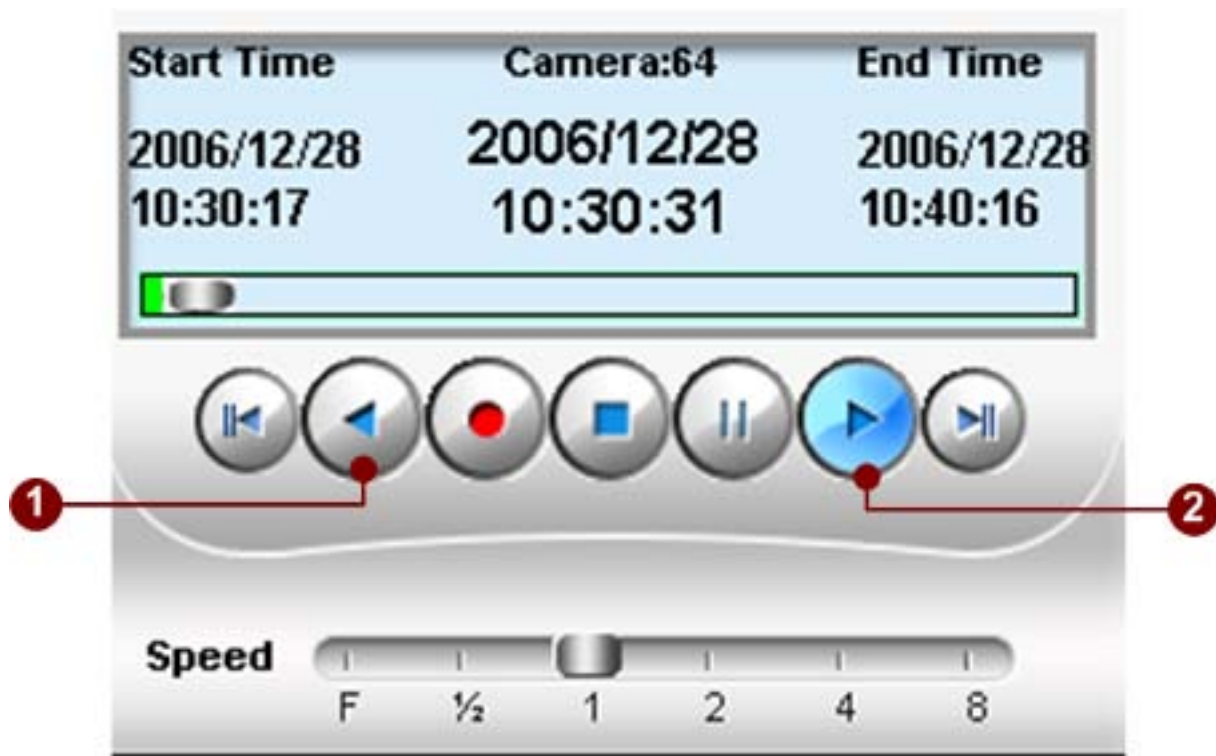 Start Time Camera:64 End Time
2006/12/28 2006/12/28 2006/12/28
10:30:17 10:30:31 10:40:16
1 2
Speed
F ½ 1 2 4 8